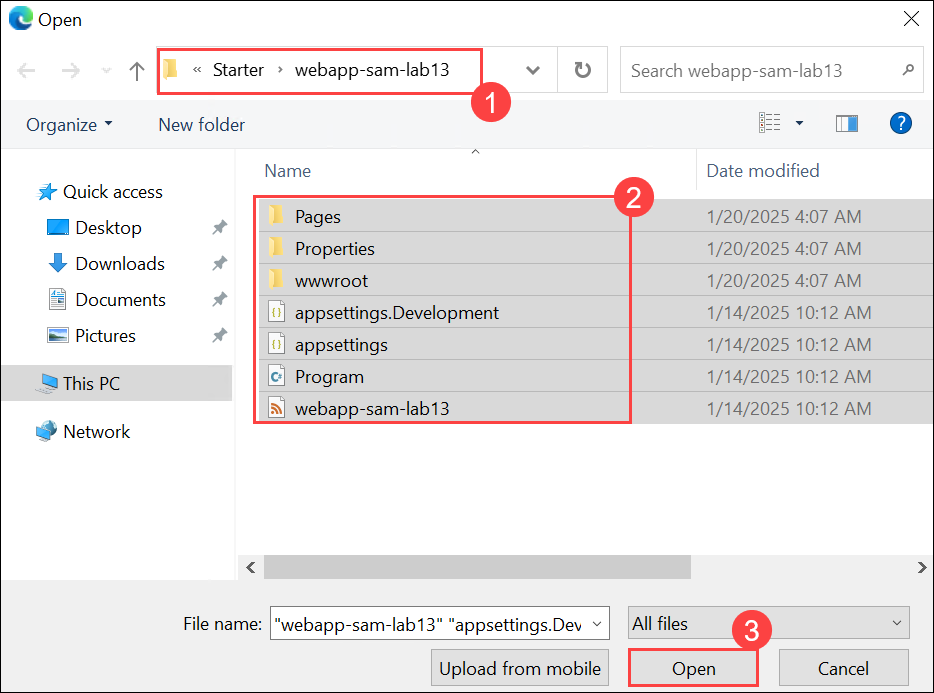 Open
« Starter › webapp-sam-lab13
Search webapp-sam-lab13
1
Organize
New folder
?
Name
Date modified
2
Quick access
Desktop
Downloads
Documents
Pictures
This PC
Network
Pages 1/20/2025 4:07 AM
Properties 1/20/2025 4:07 AM
wwwroot 1/20/2025 4:07 AM
appsettings.Development 1/14/2025 10:12 AM
appsettings 1/14/2025 10:12 AM
Program 1/14/2025 10:12 AM
webapp-sam-lab13 1/14/2025 10:12 AM
File name: "webapp-sam-lab13" "appsettings.Dev
All files
3
Upload from mobile
Open
Cancel